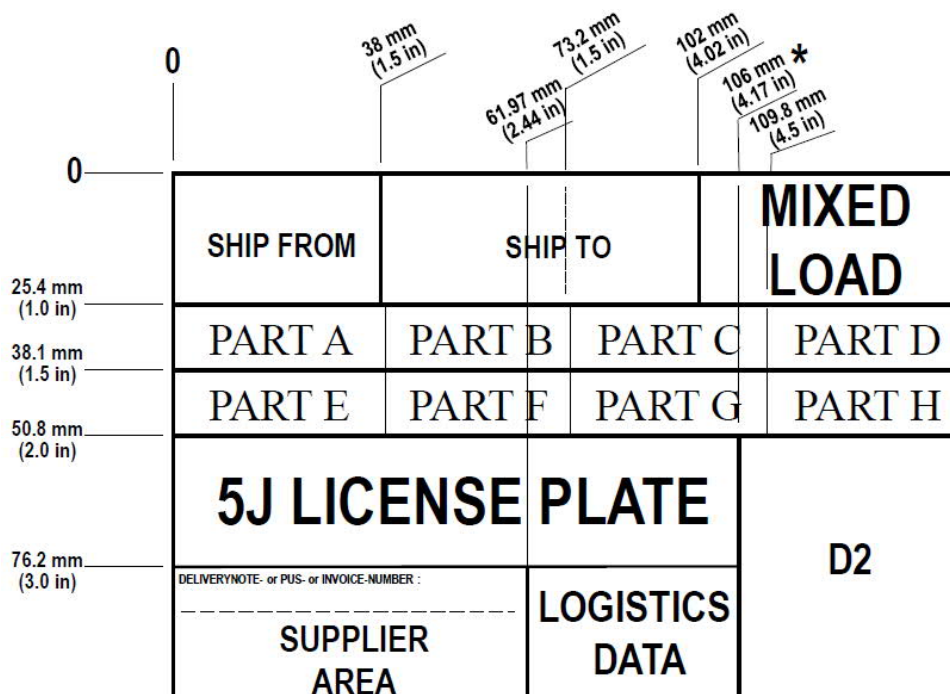 0
38 mm
(1.5 in)
61.97 mm
(2.44 in)
73.2 mm
(1.5 in)
102 mm
(4.02 in)
106 mm *
(4.17 in)
109.8 mm
(4.5 in)
0
SHIP FROM
SHIP TO
MIXED
LOAD
25.4 mm
(1.0 in)
PART A
PART B
PART C
PART D
38.1 mm
(1.5 in)
PART E
PART F
PART G
PART H
50.8 mm
(2.0 in)
5J LICENSE PLATE
D2
76.2 mm
(3.0 in)
DELIVERYNOTE- or PUS- or INVOICE-NUMBER :
SUPPLIER
AREA
LOGISTICS
DATA